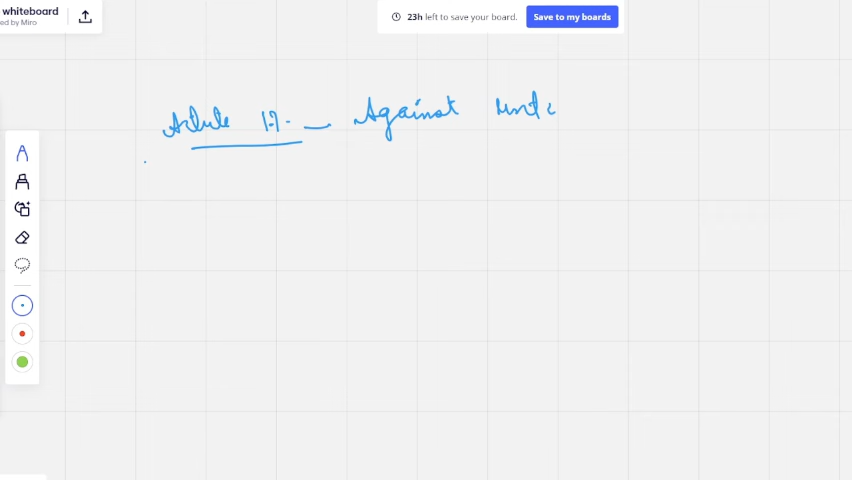 whiteboard
ed by Miro
23h left to save your board.
Save to my boards
Article 17. — Against unt